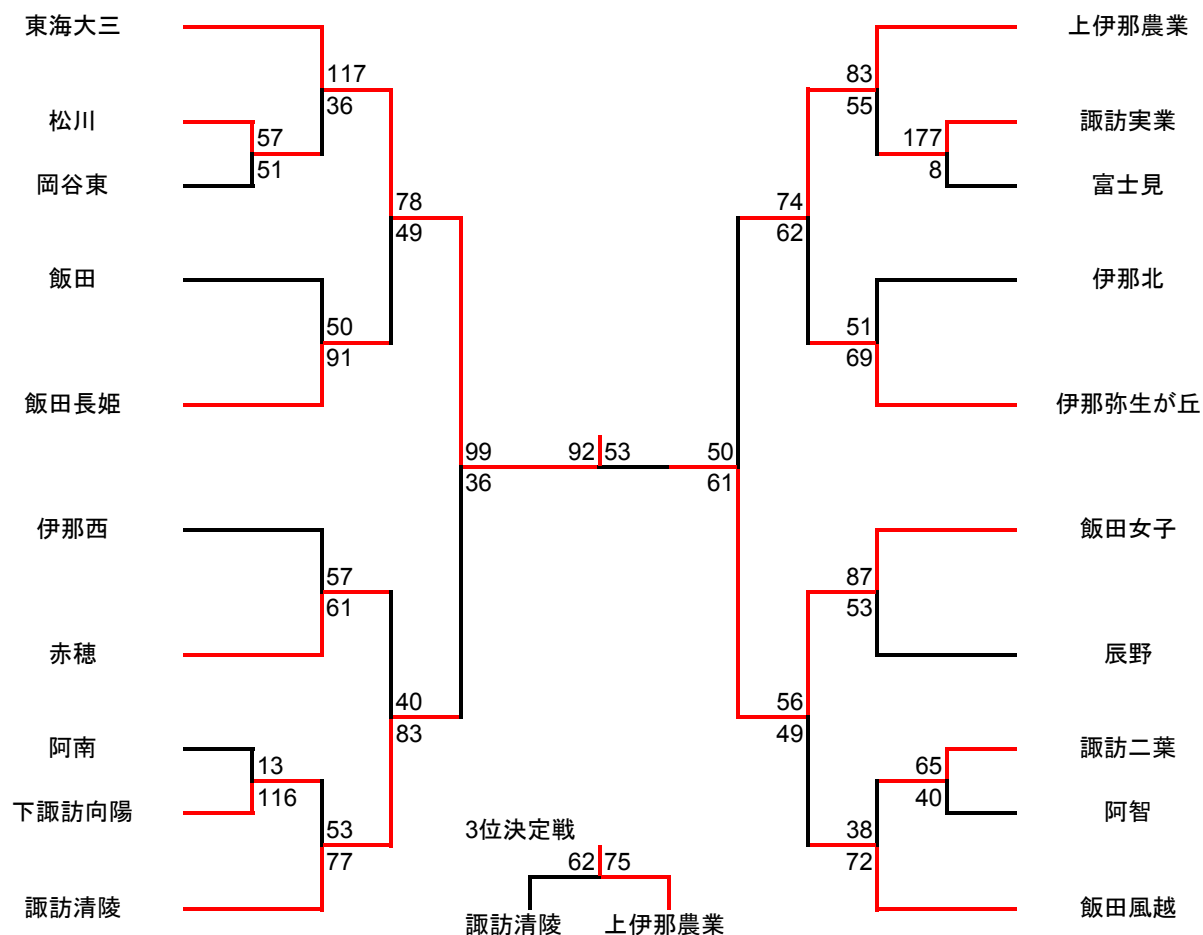 東海大三
上伊那農業
117
36
83
55
松川
諏訪実業
57
51
177
8
岡谷東
富士見
78
49
74
62
飯田
伊那北
50
91
51
69
飯田長姫
伊那弥生が丘
99
36
92 53
50
61
伊那西
飯田女子
57
61
87
53
赤穂
辰野
40
83
56
49
阿南
諏訪二葉
13
116
65
40
下諏訪向陽
阿智
53
77
3位決定戦
62 75
38
72
諏訪清陵
諏訪清陵 上伊那農業
飯田風越